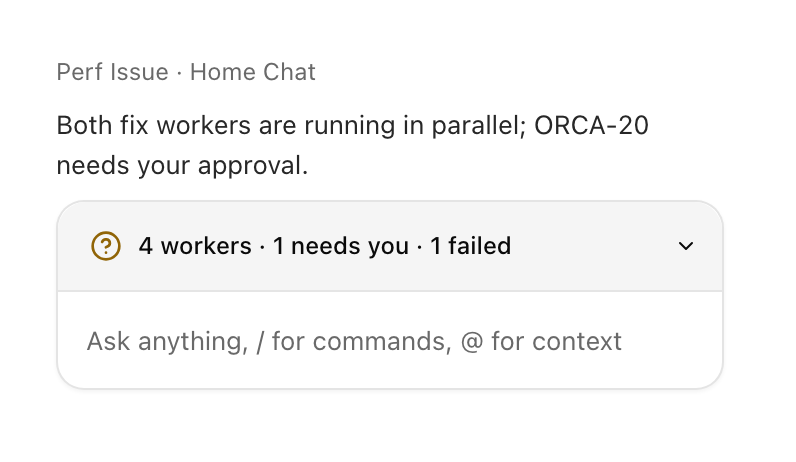 Perf Issue · Home Chat
Both fix workers are running in parallel; ORCA-20
needs your approval.
4 workers · 1 needs you · 1 failed
Ask anything, / for commands, @ for context